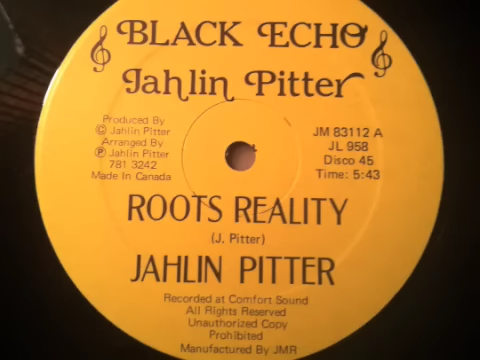 BLACK ECHO
Jahlin Pitter
Produced By
© Jahlin Pitter
Arranged By
℗ Jahlin Pitter
781 3242
Made In Canada
JM 83112 A
JL 958
Disco 45
Time: 5:43
ROOTS REALITY
(J. Pitter)
JAHLIN PITTER
Recorded at Comfort Sound
All Rights Reserved
Unauthorized Copy
Prohibited
Manufactured By JMR